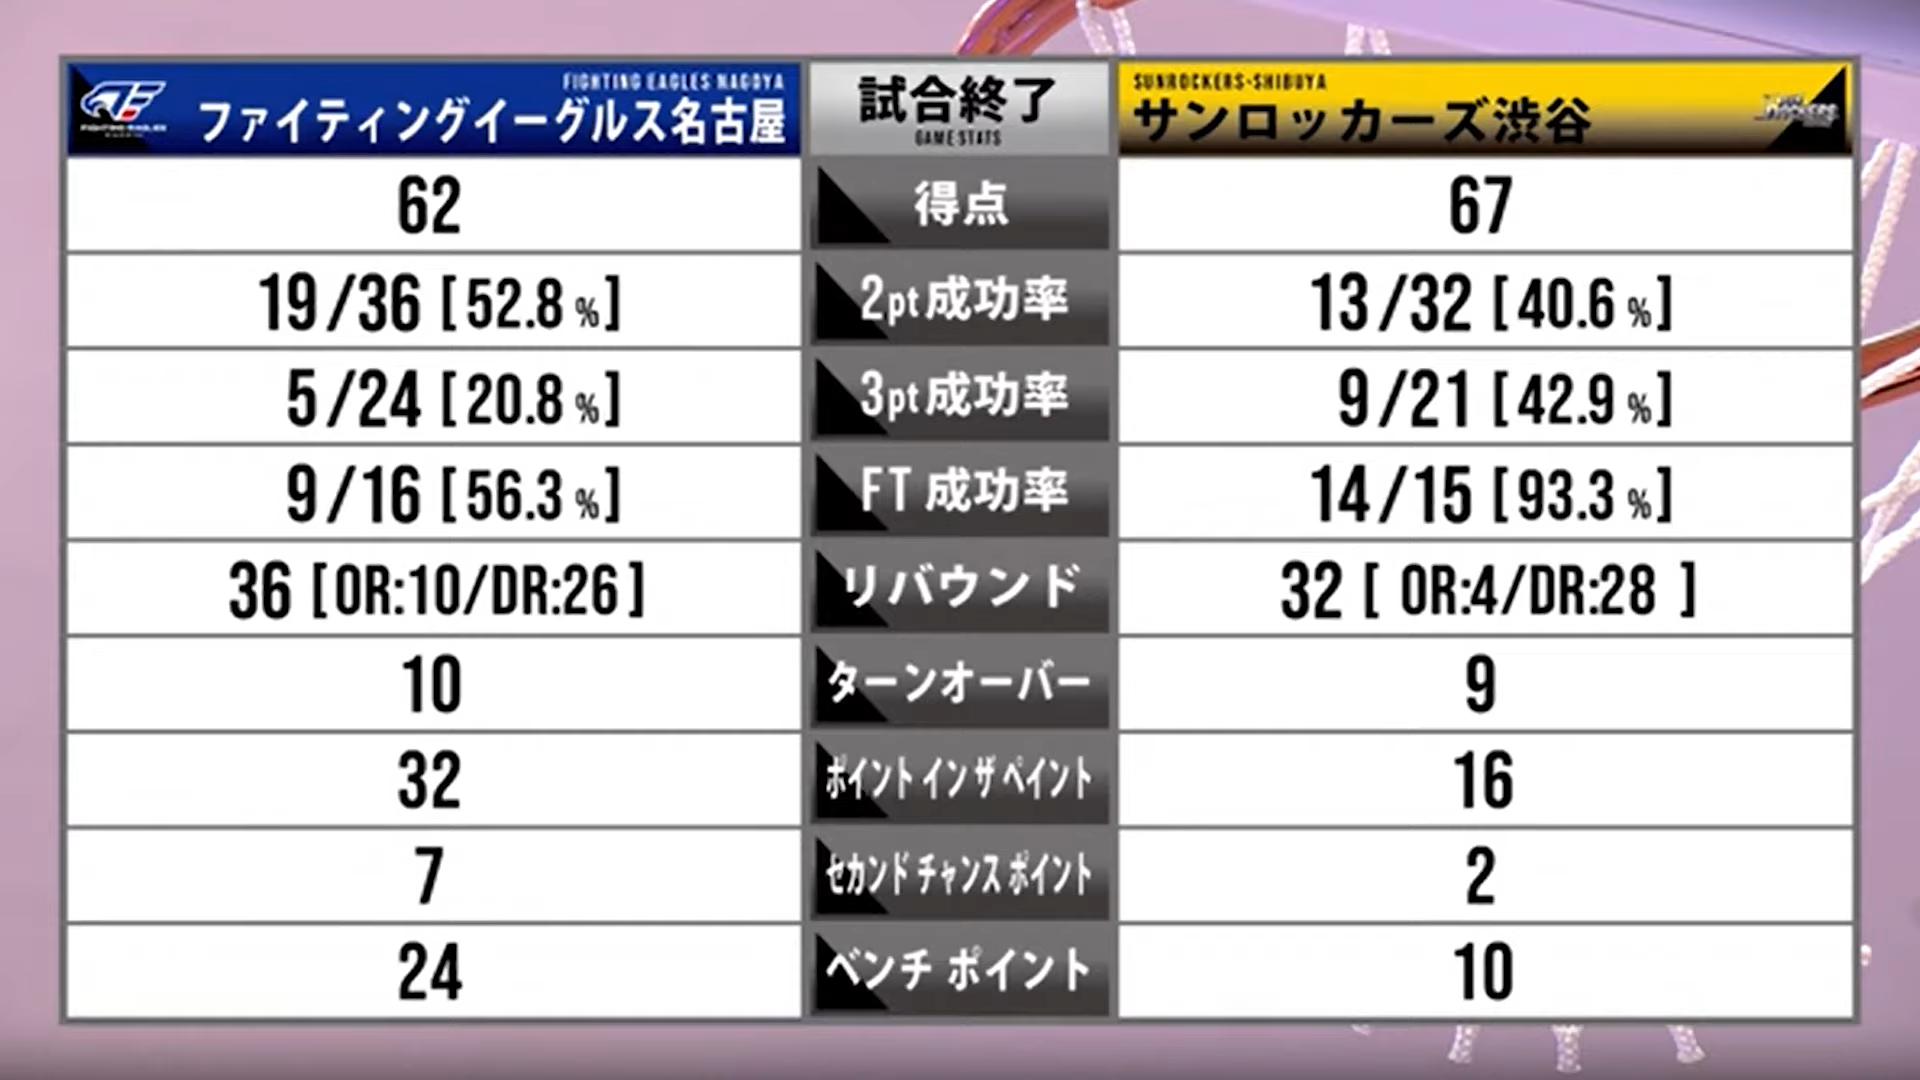 FIGHTING EAGLES NAGOYA
ファイティングイーグルス名古屋
FIGHTING EAGLES
試合終了
GAME STATS
SUNROCKERS-SHIBUYA
サンロッカーズ渋谷
ROCKERS
62 得点 67
19/36 [52.8%] 2pt成功率 13/32 [40.6%]
5/24 [20.8%] 3pt成功率 9/21 [42.9%]
9/16 [56.3%] FT成功率 14/15 [93.3%]
36 [OR:10/DR:26] リバウンド 32 [ OR:4/DR:28 ]
10 ターンオーバー 9
32 ポイント イン ザ ペイント 16
7 セカンド チャンス ポイント 2
24 ベンチ ポイント 10